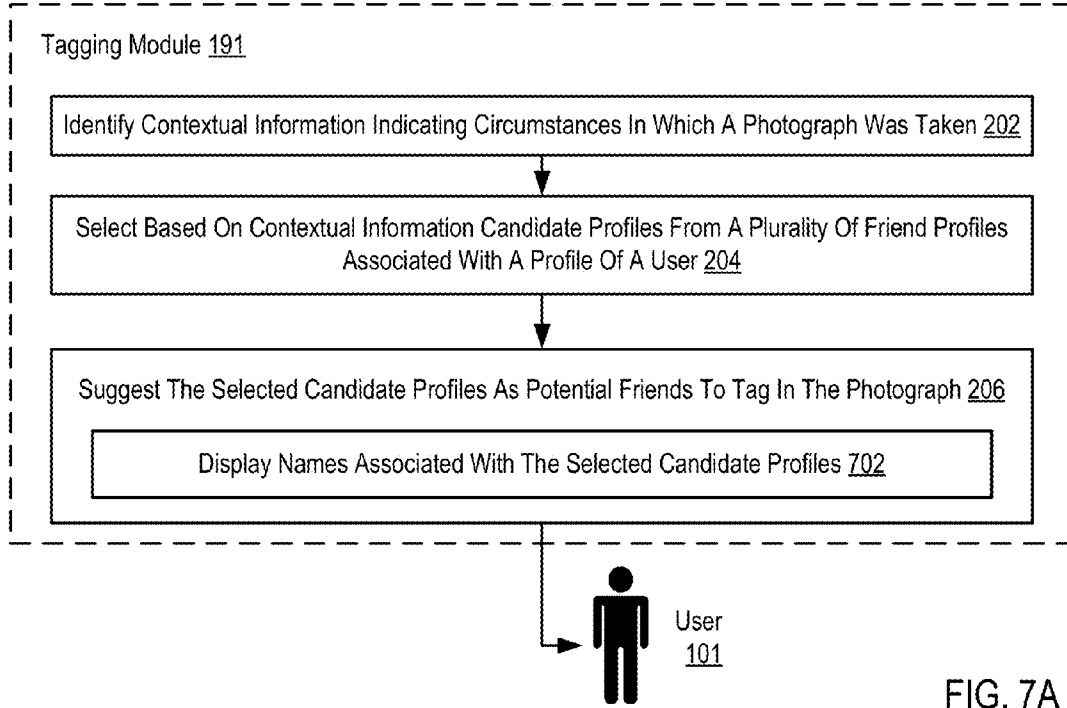 Tagging Module 191
Identify Contextual Information Indicating Circumstances In Which A Photograph Was Taken 202
Select Based On Contextual Information Candidate Profiles From A Plurality Of Friend Profiles
Associated With A Profile Of A User 204
Suggest The Selected Candidate Profiles As Potential Friends To Tag In The Photograph 206
Display Names Associated With The Selected Candidate Profiles 702
User
101
FIG. 7A